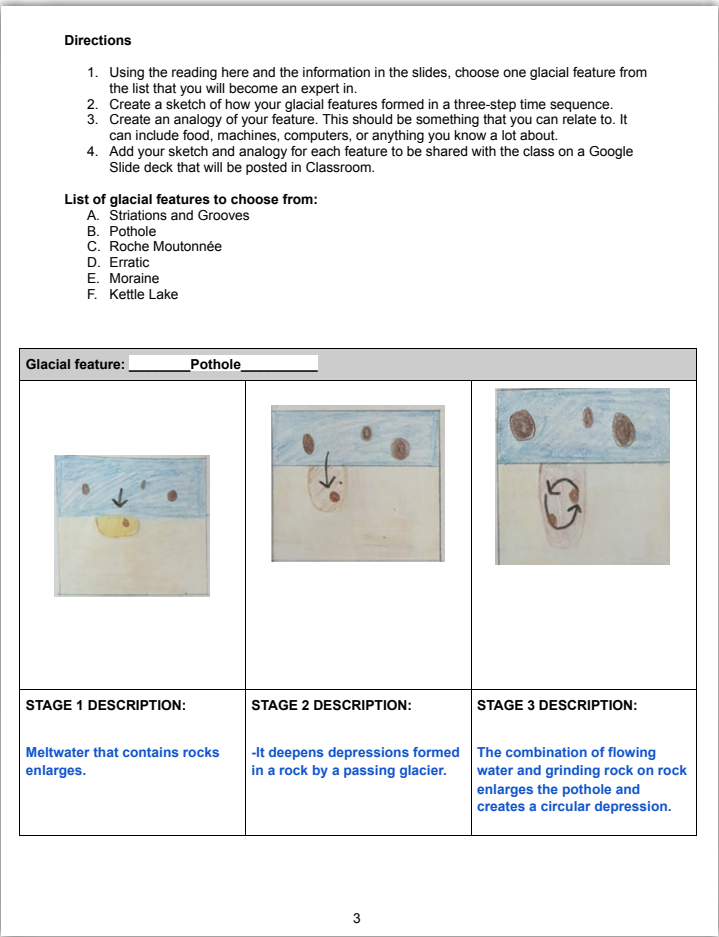 Directions
1. Using the reading here and the information in the slides, choose one glacial feature from
the list that you will become an expert in.
2. Create a sketch of how your glacial features formed in a three-step time sequence.
3. Create an analogy of your feature. This should be something that you can relate to. It
can include food, machines, computers, or anything you know a lot about.
4. Add your sketch and analogy for each feature to be shared with the class on a Google
Slide deck that will be posted in Classroom.
List of glacial features to choose from:
A. Striations and Grooves
B. Pothole
C. Roche Moutonnée
D. Erratic
E. Moraine
F. Kettle Lake
Glacial feature: ________Pothole__________
STAGE 1 DESCRIPTION:
Meltwater that contains rocks
enlarges.
STAGE 2 DESCRIPTION:
-It deepens depressions formed
in a rock by a passing glacier.
STAGE 3 DESCRIPTION:
The combination of flowing
water and grinding rock on rock
enlarges the pothole and
creates a circular depression.
3